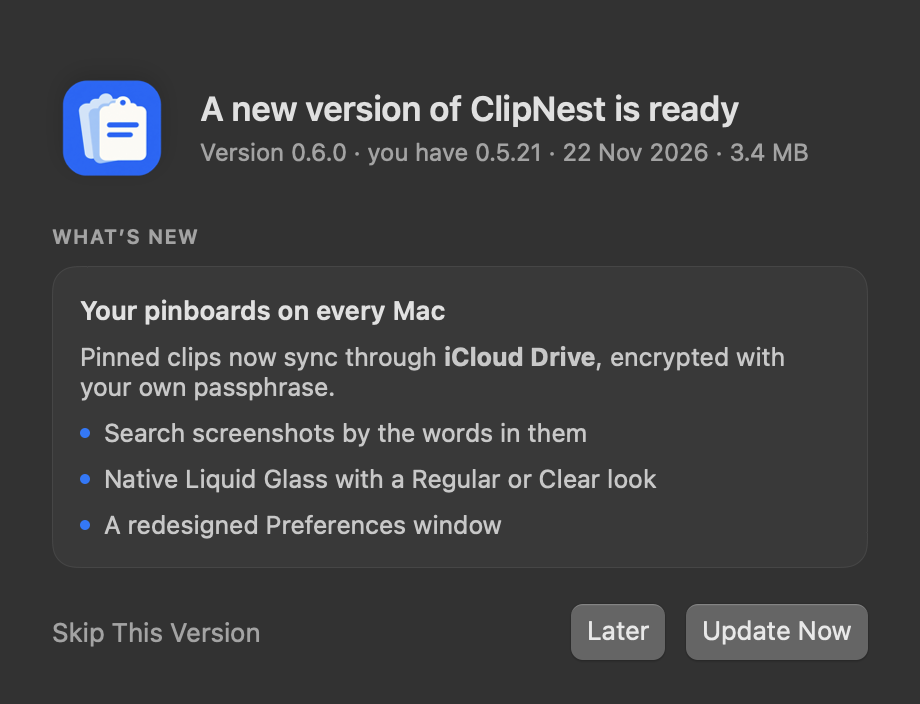 A new version of ClipNest is ready
Version 0.6.0 · you have 0.5.21 · 22 Nov 2026 · 3.4 MB
WHAT’S NEW
Your pinboards on every Mac
Pinned clips now sync through iCloud Drive, encrypted with
your own passphrase.
Search screenshots by the words in them
Native Liquid Glass with a Regular or Clear look
A redesigned Preferences window
Skip This Version
Later
Update Now